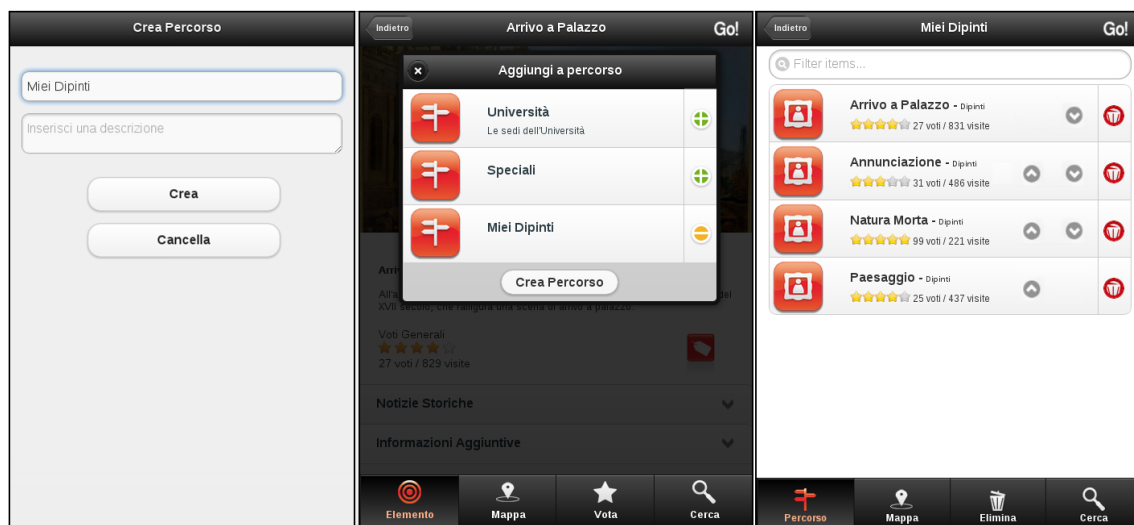 Crea Percorso
Miei Dipinti
Inserisci una descrizione
Crea
Cancella
Indietro
Arrivo a Palazzo
Go!
Aggiungi a percorso
Università
Le sedi dell'Università
Speciali
Miei Dipinti
Crea Percorso
Arri
All'a
del
XVII secolo, che raffigura una scena di arrivo a palazzo..
Voti Generali
27 voti / 829 visite
Notizie Storiche
Informazioni Aggiuntive
Elemento
Mappa
Vota
Cerca
Indietro
Miei Dipinti
Go!
Filter items...
Arrivo a Palazzo - Dipinti
27 voti / 831 visite
Annunciazione - Dipinti
31 voti / 486 visite
Natura Morta - Dipinti
99 voti / 221 visite
Paesaggio - Dipinti
25 voti / 437 visite
Percorso
Mappa
Elimina
Cerca